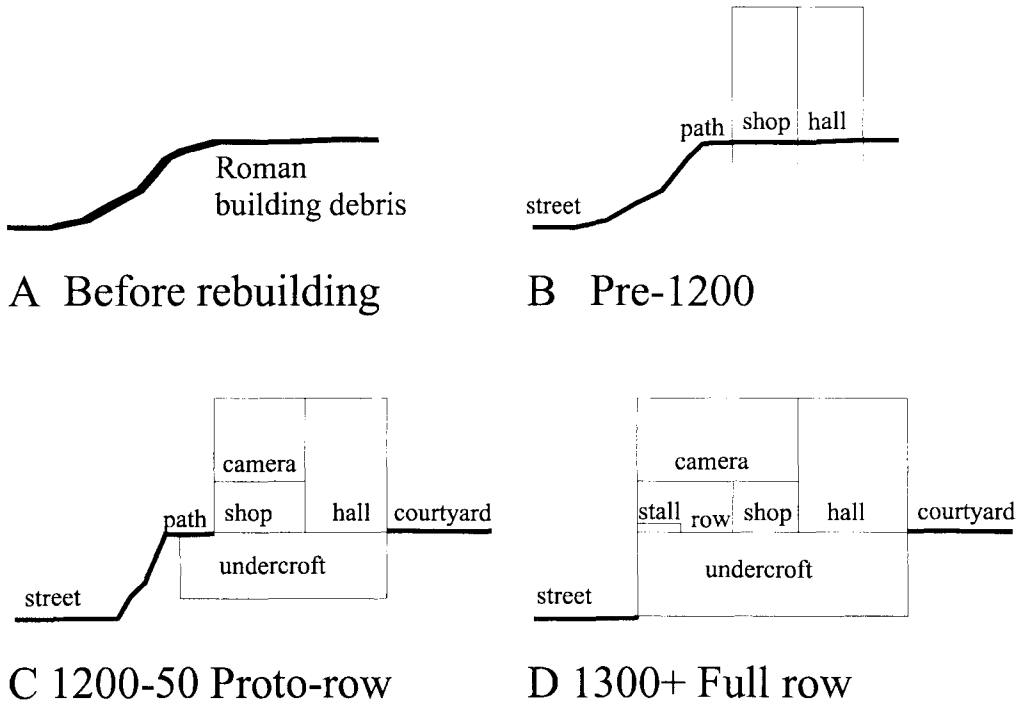 Roman
building debris
A Before rebuilding
path shop hall
street
B Pre-1200
camera
path shop hall courtyard
undercroft
street
C 1200-50 Proto-row
camera
stall row shop hall courtyard
undercroft
street
D 1300+ Full row